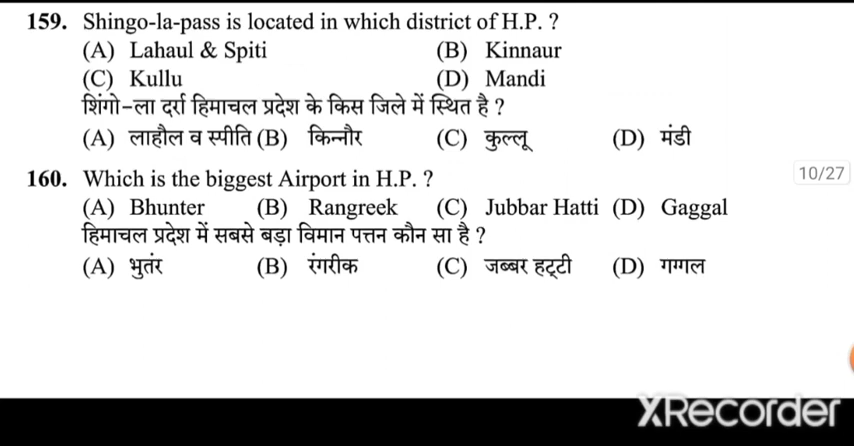 159. Shingo-la-pass is located in which district of H.P. ?
(A) Lahaul & Spiti (B) Kinnaur
(C) Kullu (D) Mandi
शिंगो-ला दर्रा हिमाचल प्रदेश के किस जिले में स्थित है ?
(A) लाहौल व स्पीति (B) किन्नौर (C) कुल्लू (D) मंडी
160. Which is the biggest Airport in H.P. ?
10/27
(A) Bhunter (B) Rangreek (C) Jubbar Hatti (D) Gaggal
हिमाचल प्रदेश में सबसे बड़ा विमान पत्तन कौन सा है ?
(A) भुतंर (B) रंगरीक (C) जब्बर हट्टी (D) गग्गल
XRecorder